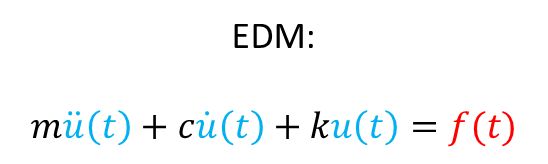 EDM:
mü(t) + cu̇(t) + ku(t) = f(t)